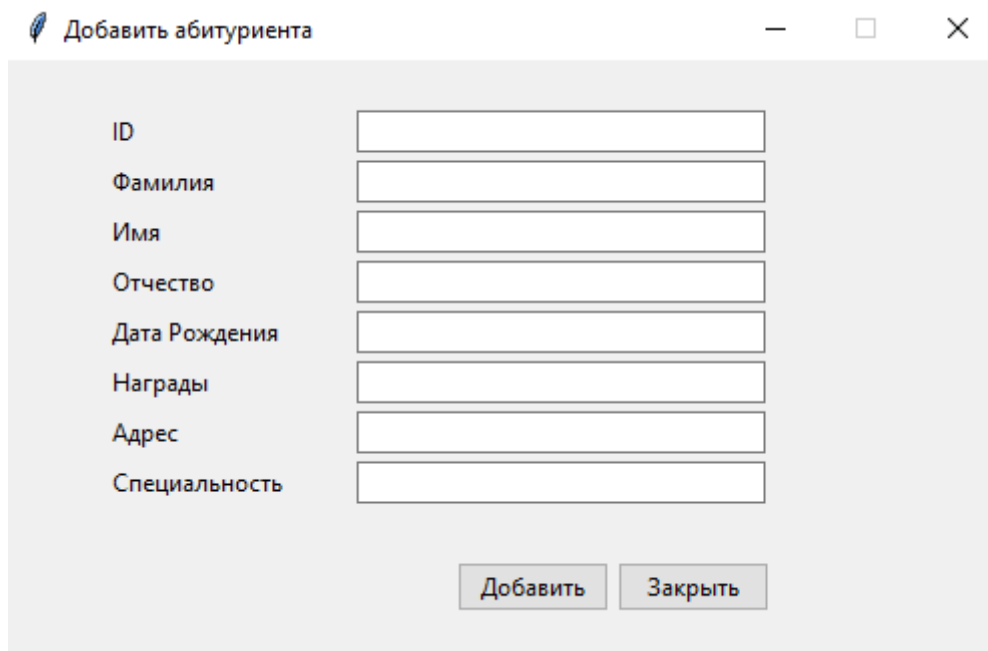 Добавить абитуриента
ID
Фамилия
Имя
Отчество
Дата Рождения
Награды
Адрес
Специальность
Добавить Закрыть